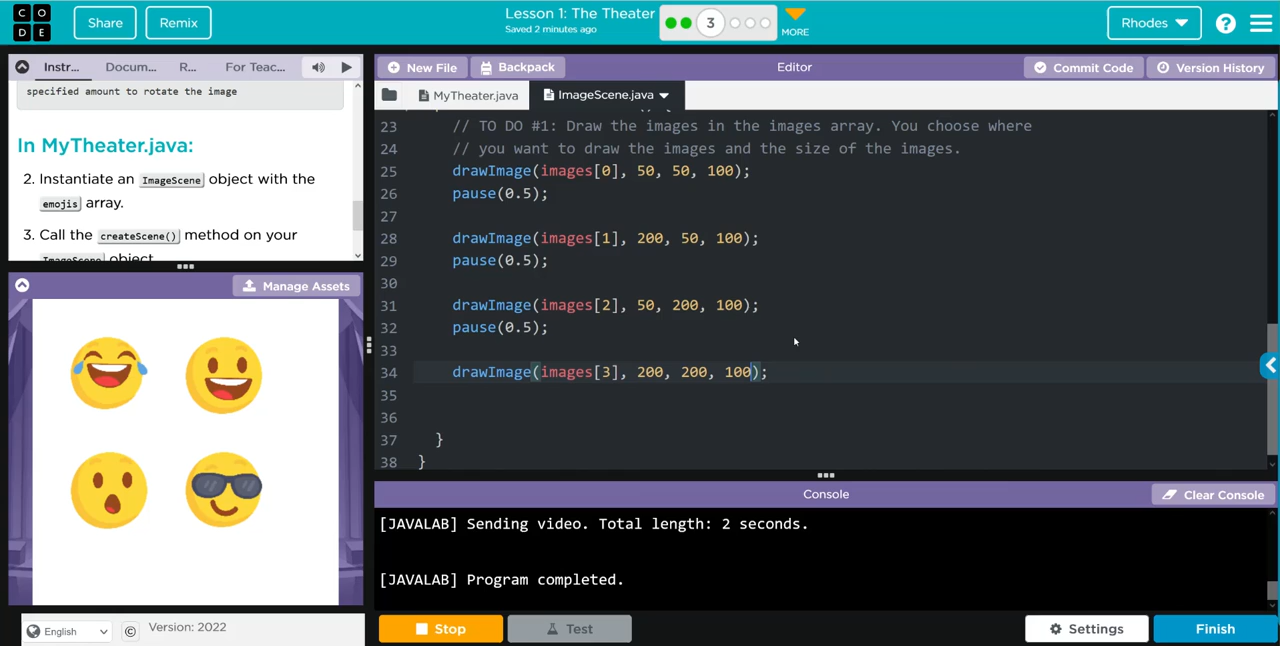 C O
D E
Share
Remix
Lesson 1: The Theater
Saved 2 minutes ago
3
MORE
Rhodes
?
Instr...
Docum...
R...
For Teac...
New File
Backpack
Editor
Commit Code
Version History
specified amount to rotate the image
In MyTheater.java:
2. Instantiate an ImageScene object with the
emojis array.
3. Call the createScene() method on your
ImageScene object
Manage Assets
MyTheater.java
ImageScene.java
23 // TO DO #1: Draw the images in the images array. You choose where
24 // you want to draw the images and the size of the images.
25 drawImage(images[0], 50, 50, 100);
26 pause(0.5);
27
28 drawImage(images[1], 200, 50, 100);
29 pause(0.5);
30
31 drawImage(images[2], 50, 200, 100);
32 pause(0.5);
33
34 drawImage(images[3], 200, 200, 100);
35
36
37 }
38 }
Console
Clear Console
[JAVALAB] Sending video. Total length: 2 seconds.
[JAVALAB] Program completed.
English
©
Version: 2022
Stop
Test
Settings
Finish